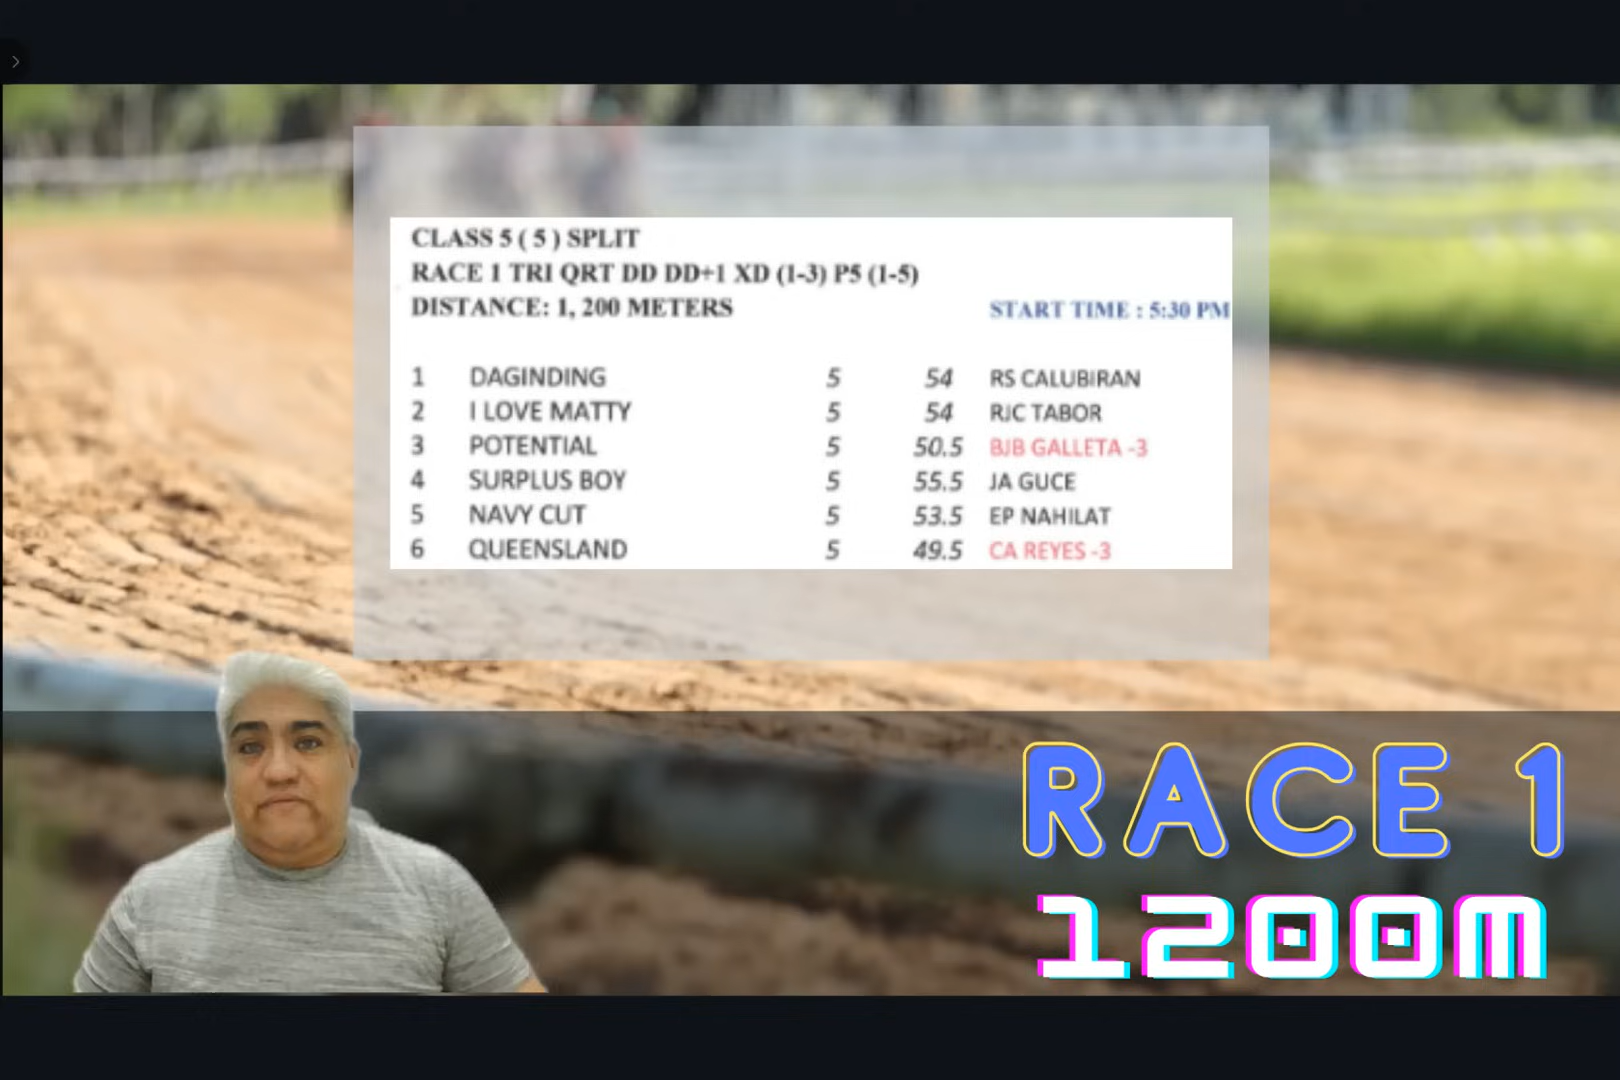 CLASS 5 ( 5 ) SPLIT
RACE 1 TRI QRT DD DD+1 XD (1-3) P5 (1-5)
DISTANCE: 1, 200 METERS START TIME : 5:30 PM
1 DAGINDING 5 54 RS CALUBIRAN
2 I LOVE MATTY 5 54 RJC TABOR
3 POTENTIAL 5 50.5 BJB GALLETA -3
4 SURPLUS BOY 5 55.5 JA GUCE
5 NAVY CUT 5 53.5 EP NAHILAT
6 QUEENSLAND 5 49.5 CA REYES -3
RACE 1
1200M